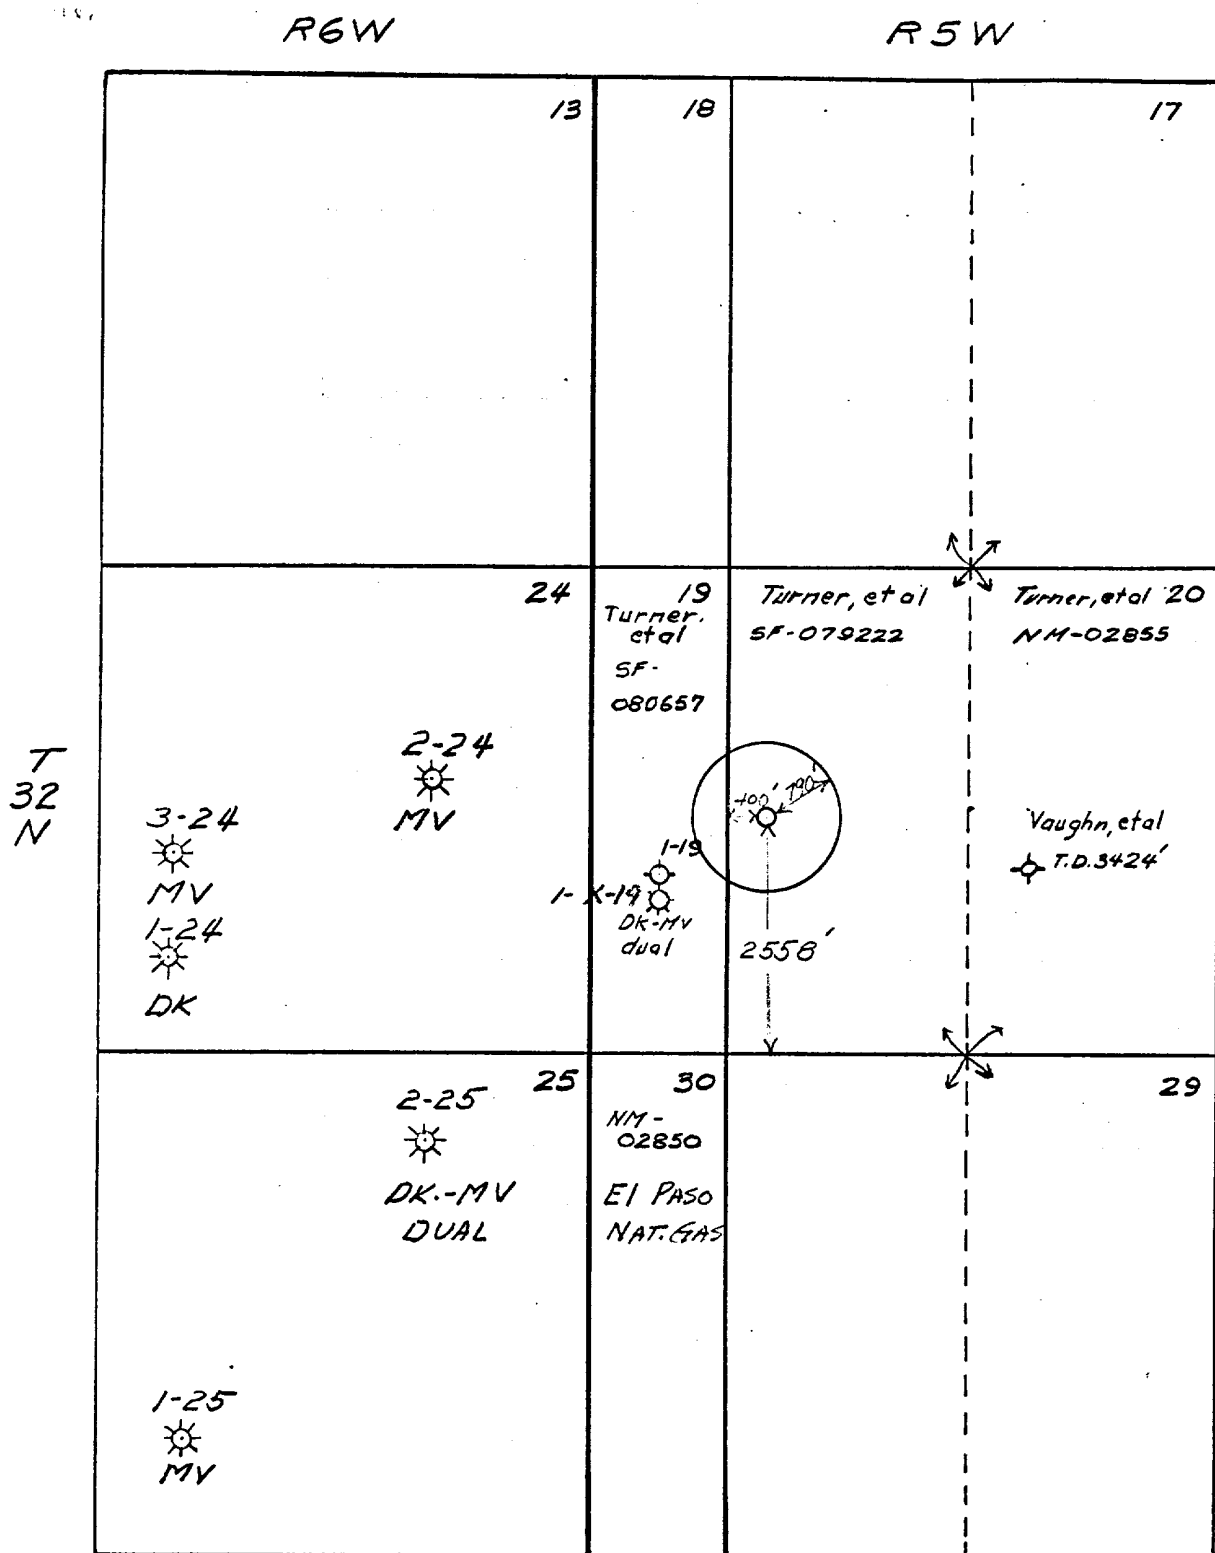 R6W
R5W
13
18
17
T
32
N
24
19
Turner, et al
Turner, et al 20
Turner.
et al
SF-
080657
SF-079222
NM-02855
2-24
MV
3-24
MV
1-24
DK
400'
790'
1-19
1-X-19
DK-MV
dual
2558'
Vaughn, et al
T.D. 3424'
25
30
29
2-25
DK.-MV
DUAL
NM-
02850
El PASO
NAT. GAS
1-25
MV